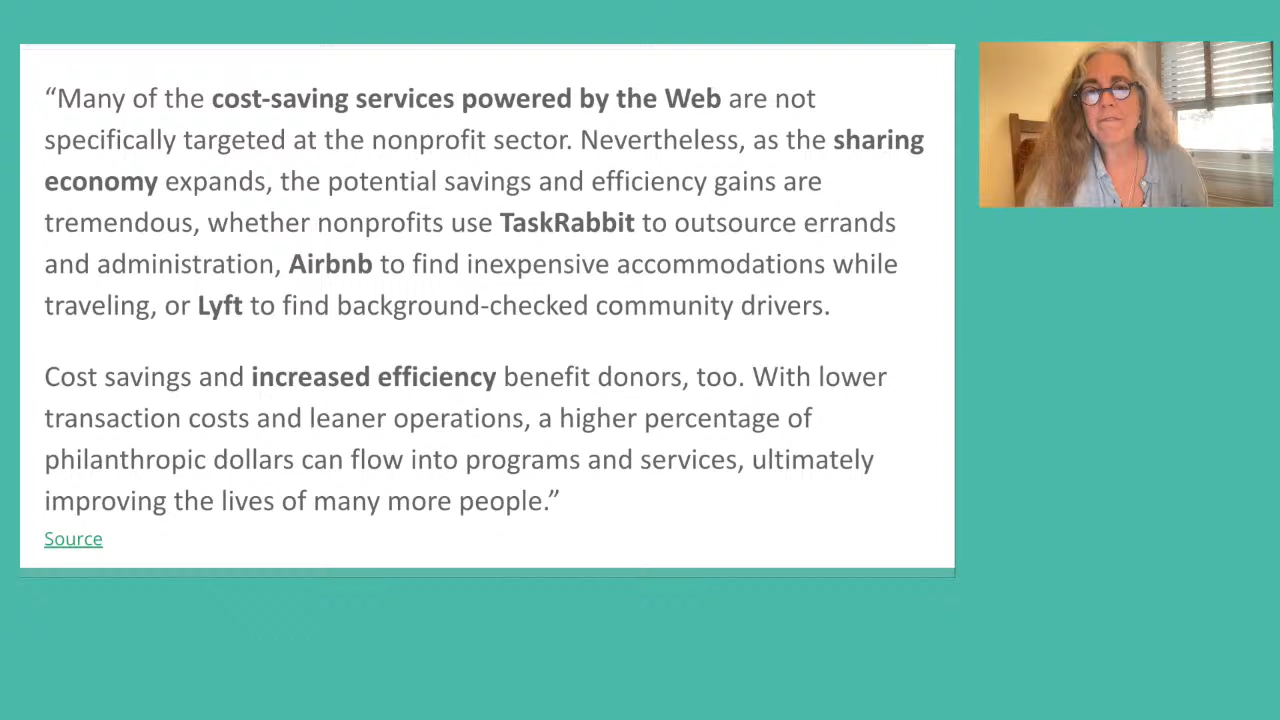 “Many of the cost-saving services powered by the Web are not
specifically targeted at the nonprofit sector. Nevertheless, as the sharing
economy expands, the potential savings and efficiency gains are
tremendous, whether nonprofits use TaskRabbit to outsource errands
and administration, Airbnb to find inexpensive accommodations while
traveling, or Lyft to find background-checked community drivers.
Cost savings and increased efficiency benefit donors, too. With lower
transaction costs and leaner operations, a higher percentage of
philanthropic dollars can flow into programs and services, ultimately
improving the lives of many more people.”
Source